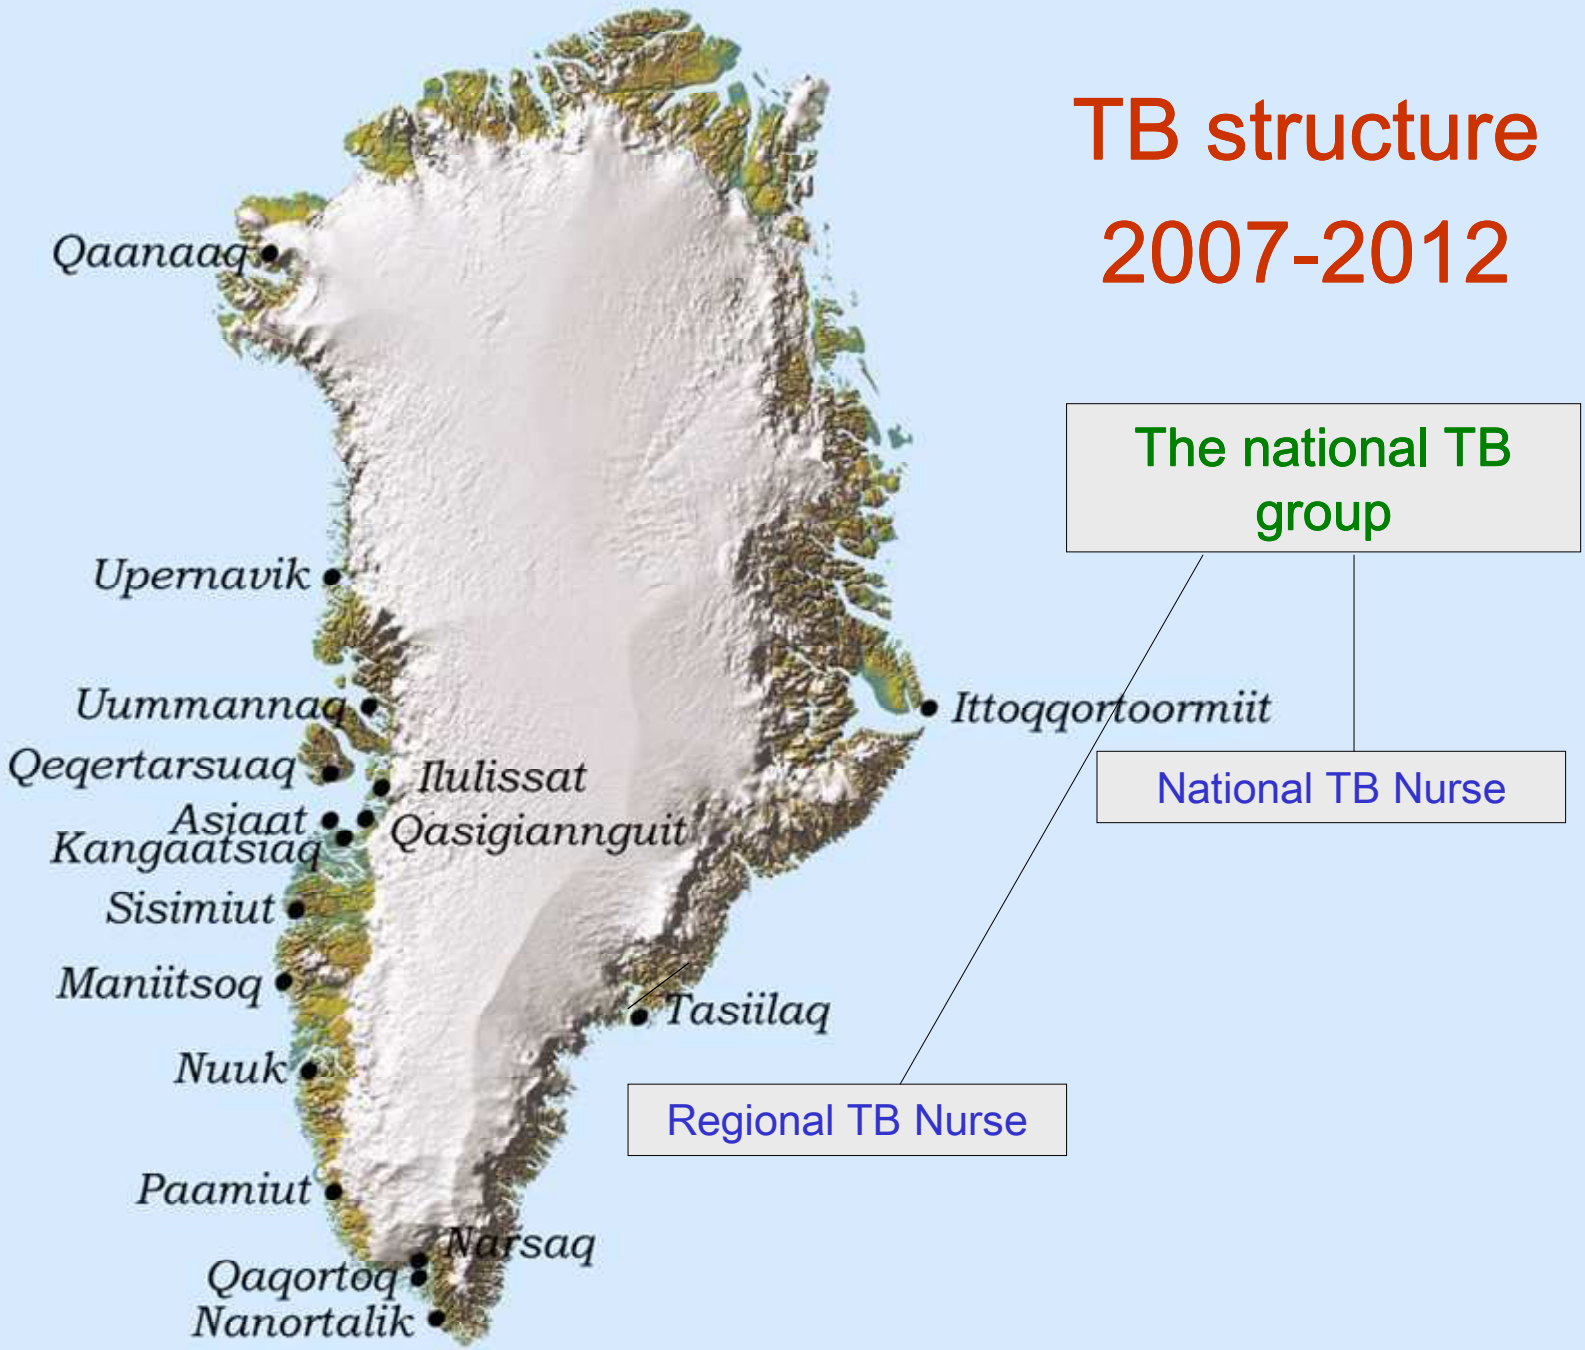 TB structure
2007-2012
Qaanaaq
The national TB
group
Upernavik
Uummannaq
Ittoqqortoormiit
Qeqertarsuaq
Ilulissat
National TB Nurse
Asiaat
Qasigiannguit
Kangaatsiaq
Sisimiut
Maniitsoq
Tasiilaq
Nuuk
Regional TB Nurse
Paamiut
Narsaq
Qaqortoq
Nanortalik